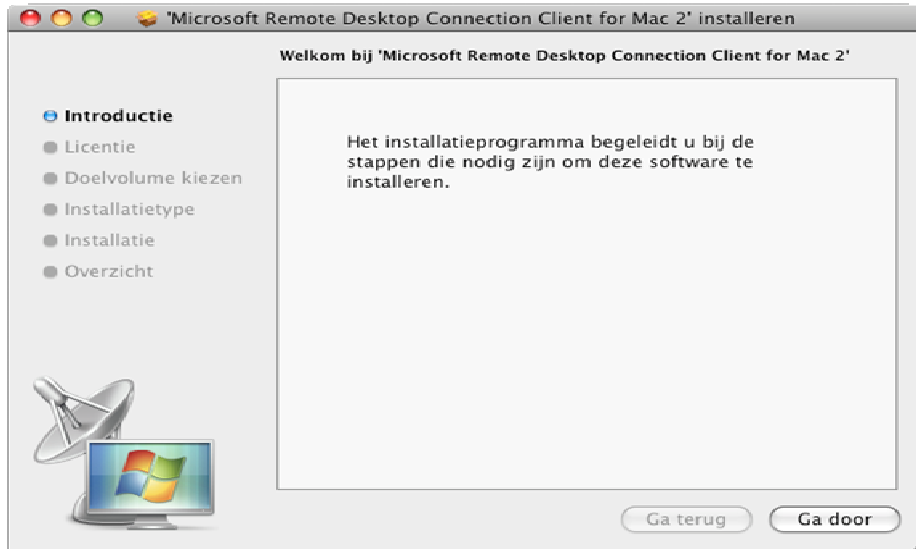 'Microsoft Remote Desktop Connection Client for Mac 2' installeren
Welkom bij 'Microsoft Remote Desktop Connection Client for Mac 2'
Introductie
Licentie
Doelvolume kiezen
Installatietype
Installatie
Overzicht
Het installatieprogramma begeleidt u bij de
stappen die nodig zijn om deze software te
installeren.
Ga terug
Ga door